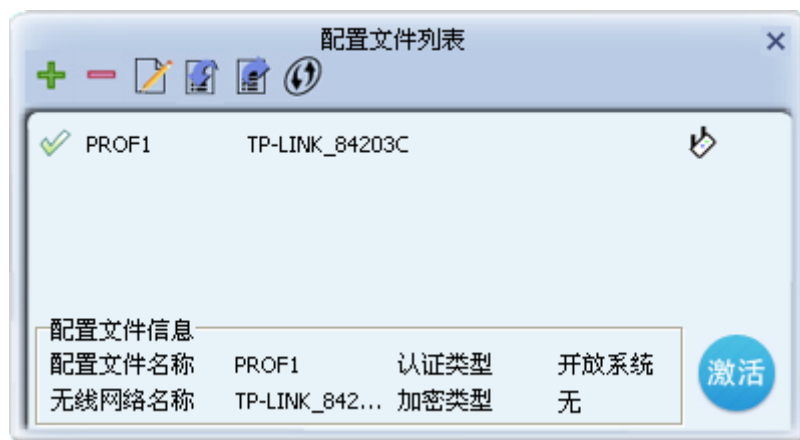 配置文件列表
PROF1 TP-LINK_84203C
配置文件信息
配置文件名称 PROF1 认证类型 开放系统
无线网络名称 TP-LINK_842... 加密类型 无
激活